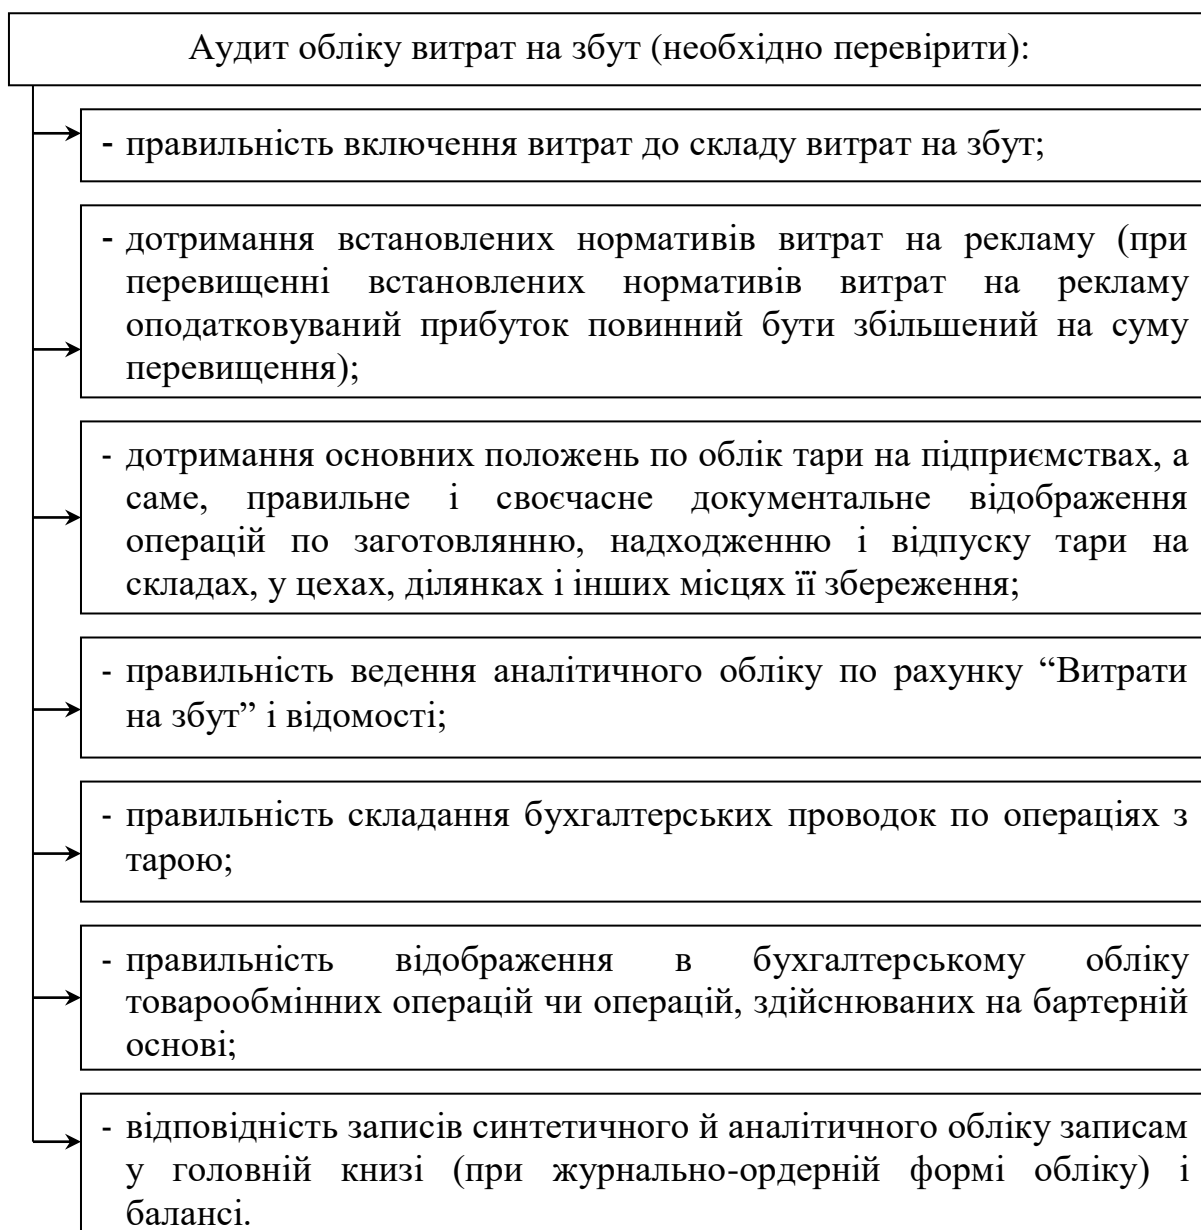 Аудит обліку витрат на збут (необхідно перевірити):
- правильність включення витрат до складу витрат на збут;
- дотримання встановлених нормативів витрат на рекламу (при
перевищенні встановлених нормативів витрат на рекламу
оподатковуваний прибуток повинний бути збільшений на суму
перевищення);
- дотримання основних положень по облік тари на підприємствах, а
саме, правильне і своєчасне документальне відображення
операцій по заготовлянню, надходженню і відпуску тари на
складах, у цехах, ділянках і інших місцях її збереження;
- правильність ведення аналітичного обліку по рахунку “Витрати
на збут” і відомості;
- правильність складання бухгалтерських проводок по операціях з
тарою;
- правильність відображення в бухгалтерському обліку
товарообмінних операцій чи операцій, здійснюваних на бартерній
основі;
- відповідність записів синтетичного й аналітичного обліку записам
у головній книзі (при журнально-ордерній формі обліку) і
балансі.